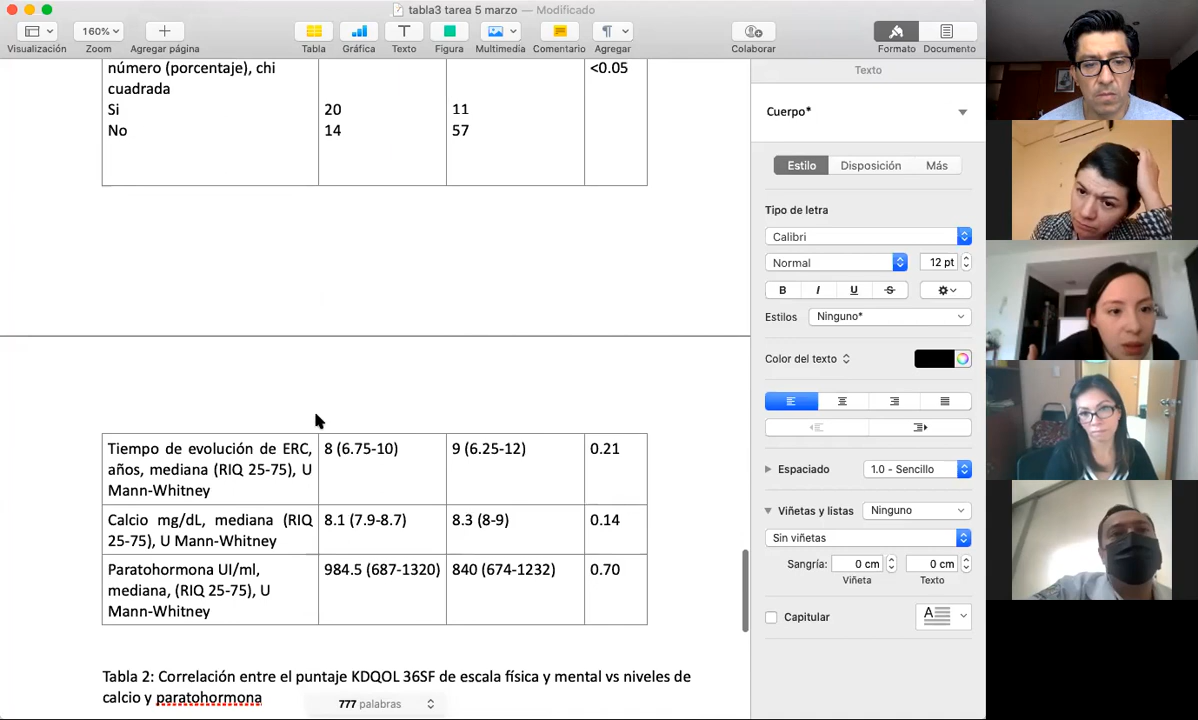 tabla3 tarea 5 marzo — Modificado
160%
Visualización Zoom Agregar página Tabla Gráfica Texto Figura Multimedia Comentario Agregar Colaborar Formato Documento
número (porcentaje), chi <0.05
cuadrada
Si 20 11
No 14 57
Tiempo de evolución de ERC, 8 (6.75-10) 9 (6.25-12) 0.21
años, mediana (RIQ 25-75), U
Mann-Whitney
Calcio mg/dL, mediana (RIQ 8.1 (7.9-8.7) 8.3 (8-9) 0.14
25-75), U Mann-Whitney
Paratohormona UI/ml, 984.5 (687-1320) 840 (674-1232) 0.70
mediana, (RIQ 25-75), U
Mann-Whitney
Tabla 2: Correlación entre el puntaje KDQOL 36SF de escala física y mental vs niveles de
calcio y paratohormona
777 palabras
Texto
Cuerpo*
Estilo Disposición Más
Tipo de letra
Calibri
Normal 12 pt
B I U S
Estilos Ninguno*
Color del texto
Espaciado 1.0 - Sencillo
Viñetas y listas Ninguno
Sin viñetas
Sangría: 0 cm 0 cm
Viñeta Texto
Capitular A